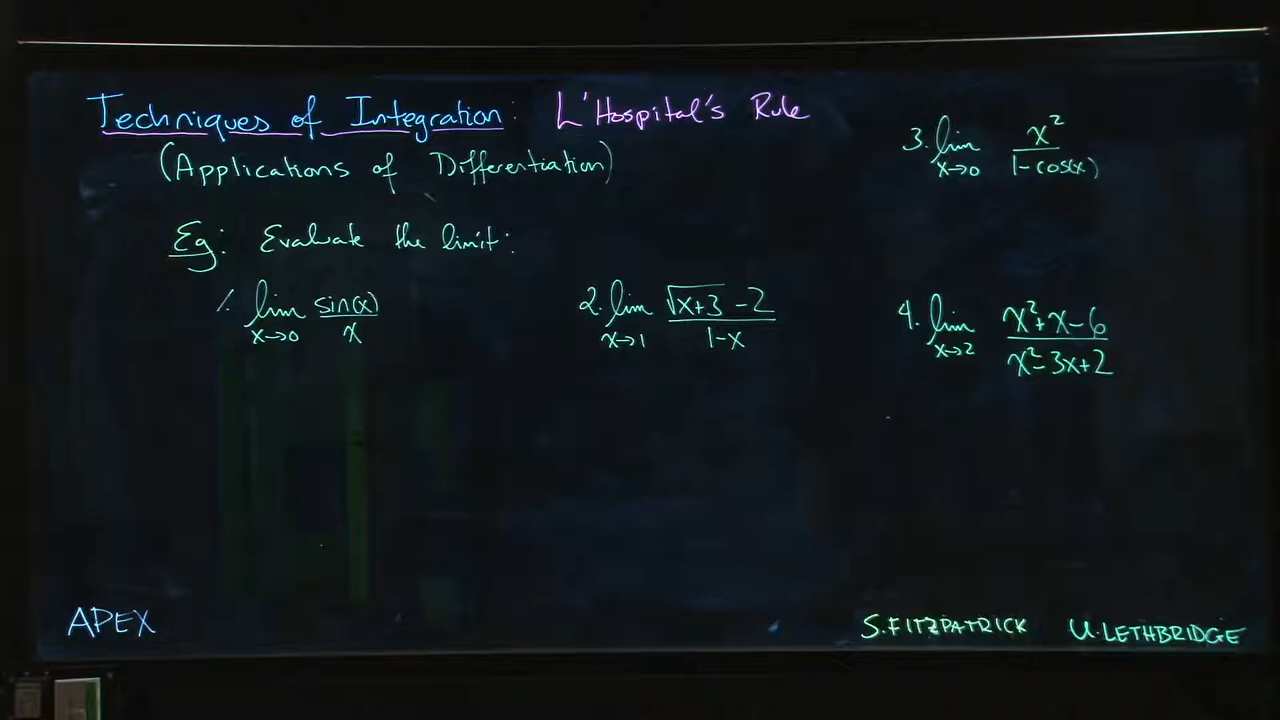 Techniques of Integration: L'Hospital's Rule
(Applications of Differentiation)
Eg: Evaluate the limit:
1. lim x→0 sin(x)/x
2. lim x→1 (√(x+3) - 2)/(1-x)
3. lim x→0 x²/(1-cos(x))
4. lim x→2 (x²+x-6)/(x²-3x+2)
APEX
S.FITZPATRICK U.LETHBRIDGE